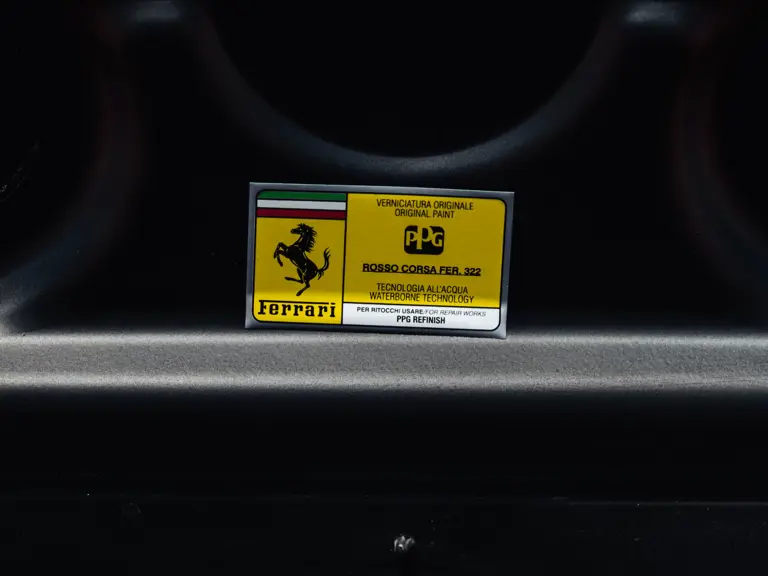 VERNICIATURA ORIGINALE
ORIGINAL PAINT
PPG
ROSSO CORSA FER. 322
TECNOLOGIA ALL'ACQUA
WATERBORNE TECHNOLOGY
Ferrari
PER RITOCCHI USARE/FOR REPAIR WORKS
PPG REFINISH